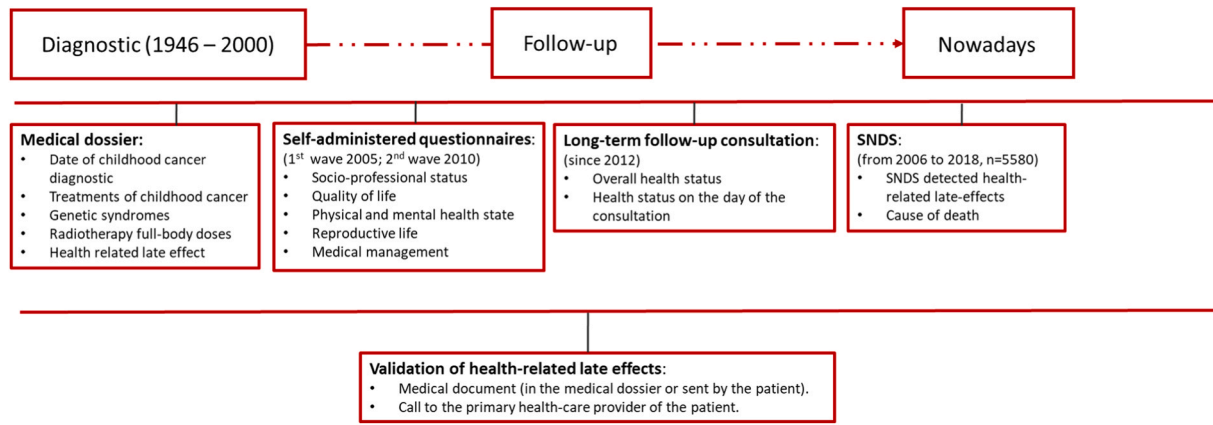 Diagnostic (1946 – 2000)
Follow-up
Nowadays
Medical dossier:
• Date of childhood cancer
diagnostic
• Treatments of childhood cancer
• Genetic syndromes
• Radiotherapy full-body doses
• Health related late effect
Self-administered questionnaires:
(1st wave 2005; 2nd wave 2010)
• Socio-professional status
• Quality of life
• Physical and mental health state
• Reproductive life
• Medical management
Long-term follow-up consultation:
(since 2012)
• Overall health status
• Health status on the day of the
consultation
SNDS:
(from 2006 to 2018, n=5580)
• SNDS detected health-
related late-effects
• Cause of death
Validation of health-related late effects:
• Medical document (in the medical dossier or sent by the patient).
• Call to the primary health-care provider of the patient.